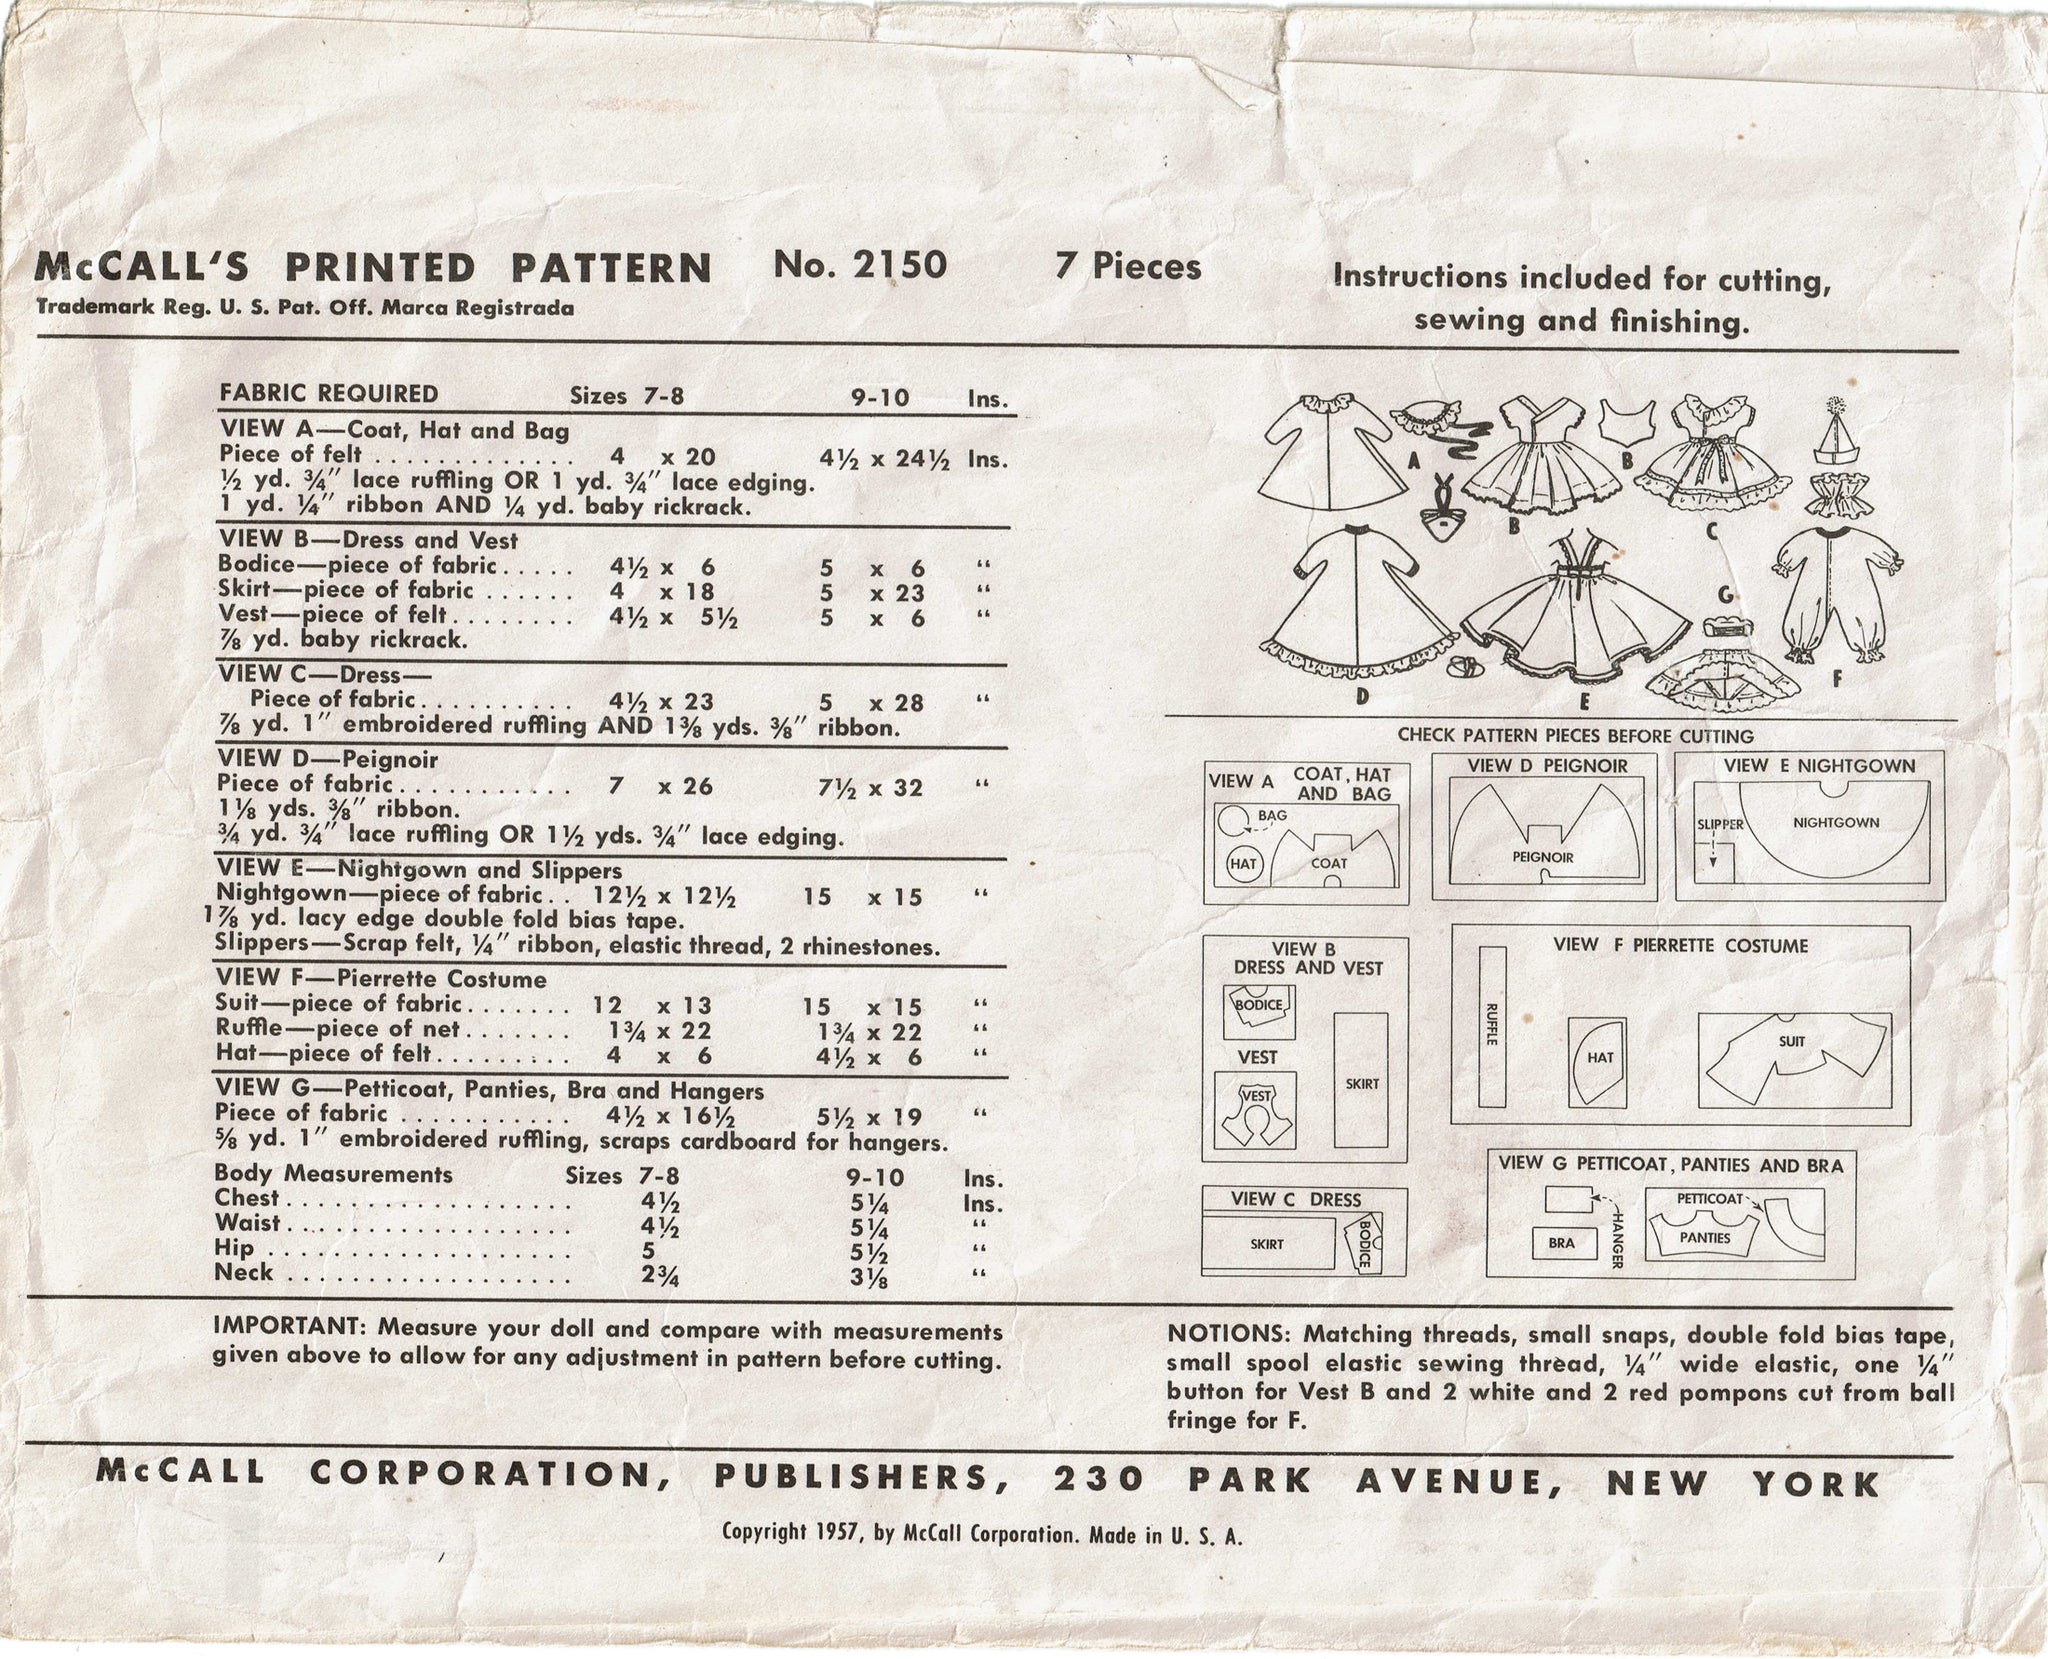 McCALL'S PRINTED PATTERN No. 2150 7 Pieces
Trademark Reg. U. S. Pat. Off. Marca Registrada
Instructions included for cutting,
sewing and finishing.
FABRIC REQUIRED Sizes 7-8 9-10 Ins.
VIEW A—Coat, Hat and Bag
Piece of felt . . . . . . . . . . . . . 4 x 20 4½ x 24½ Ins.
½ yd. ¾" lace ruffling OR 1 yd. ¾" lace edging.
1 yd. ¼" ribbon AND ¼ yd. baby rickrack.
VIEW B—Dress and Vest
Bodice—piece of fabric . . . . . 4½ x 6 5 x 6 "
Skirt—piece of fabric . . . . . . 4 x 18 5 x 23 "
Vest—piece of felt . . . . . . . . 4½ x 5½ 5 x 6 "
⅞ yd. baby rickrack.
VIEW C—Dress—
Piece of fabric . . . . . . . . . . 4½ x 23 5 x 28 "
⅞ yd. 1" embroidered ruffling AND 1⅜ yds. ⅜" ribbon.
VIEW D—Peignoir
Piece of fabric . . . . . . . . . . . 7 x 26 7½ x 32 "
1⅛ yds. ⅜" ribbon.
¾ yd. ¾" lace ruffling OR 1½ yds. ¾" lace edging.
VIEW E—Nightgown and Slippers
Nightgown—piece of fabric . . 12½ x 12½ 15 x 15 "
1⅞ yd. lacy edge double fold bias tape.
Slippers—Scrap felt, ¼" ribbon, elastic thread, 2 rhinestones.
VIEW F—Pierrette Costume
Suit—piece of fabric . . . . . . . 12 x 13 15 x 15 "
Ruffle—piece of net . . . . . . . 1¾ x 22 1¾ x 22 "
Hat—piece of felt . . . . . . . . . 4 x 6 4½ x 6 "
VIEW G—Petticoat, Panties, Bra and Hangers
Piece of fabric . . . . . . . . . . . 4½ x 16½ 5½ x 19 "
⅝ yd. 1" embroidered ruffling, scraps cardboard for hangers.
Body Measurements Sizes 7-8 9-10 Ins.
Chest . . . . . . . . . . . . . . . . . . 4½ 5¼ Ins.
Waist . . . . . . . . . . . . . . . . . . 4½ 5¼ "
Hip . . . . . . . . . . . . . . . . . . . 5 5½ "
Neck . . . . . . . . . . . . . . . . . . 2¾ 3⅛ "
IMPORTANT: Measure your doll and compare with measurements
given above to allow for any adjustment in pattern before cutting.
A
B
B
C
D
E
G
F
CHECK PATTERN PIECES BEFORE CUTTING
VIEW A COAT, HAT
AND BAG
BAG
HAT
COAT
VIEW D PEIGNOIR
PEIGNOIR
VIEW E NIGHTGOWN
SLIPPER
NIGHTGOWN
VIEW B
DRESS AND VEST
BODICE
VEST
VEST
SKIRT
VIEW F PIERRETTE COSTUME
RUFFLE
HAT
SUIT
VIEW C DRESS
SKIRT
BODICE
VIEW G PETTICOAT, PANTIES AND BRA
HANGER
BRA
PETTICOAT
PANTIES
NOTIONS: Matching threads, small snaps, double fold bias tape,
small spool elastic sewing thread, ¼" wide elastic, one ¼"
button for Vest B and 2 white and 2 red pompons cut from ball
fringe for F.
McCALL CORPORATION, PUBLISHERS, 230 PARK AVENUE, NEW YORK
Copyright 1957, by McCall Corporation. Made in U. S. A.